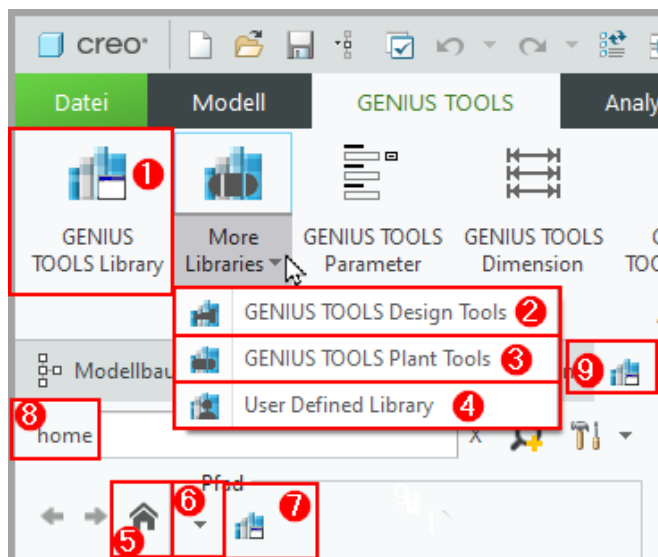 creo
Datei Modell GENIUS TOOLS Analy
1
GENIUS TOOLS Library
More Libraries
GENIUS TOOLS Parameter
GENIUS TOOLS Dimension
TOO
GENIUS TOOLS Design Tools 2
GENIUS TOOLS Plant Tools 3
User Defined Library 4
Modellbau
9
8
home
X
Pfad
5 6 7